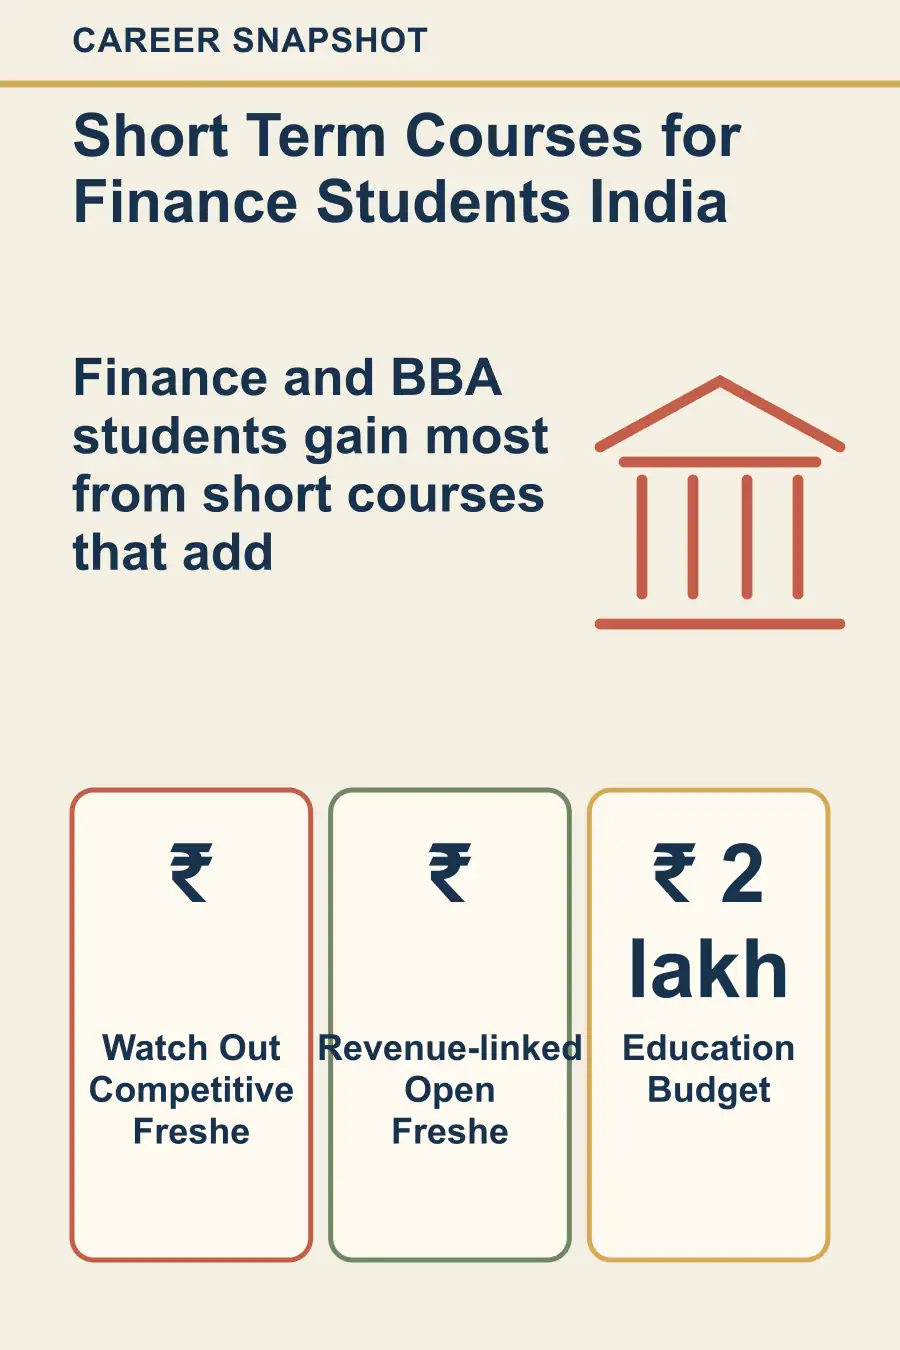 CAREER SNAPSHOT
Short Term Courses for
Finance Students India
Finance and BBA
students gain most
from short courses
that add
₹
Watch Out
Competitive
Freshe
₹
Revenue-linked
Open
Freshe
₹ 2
lakh
Education
Budget